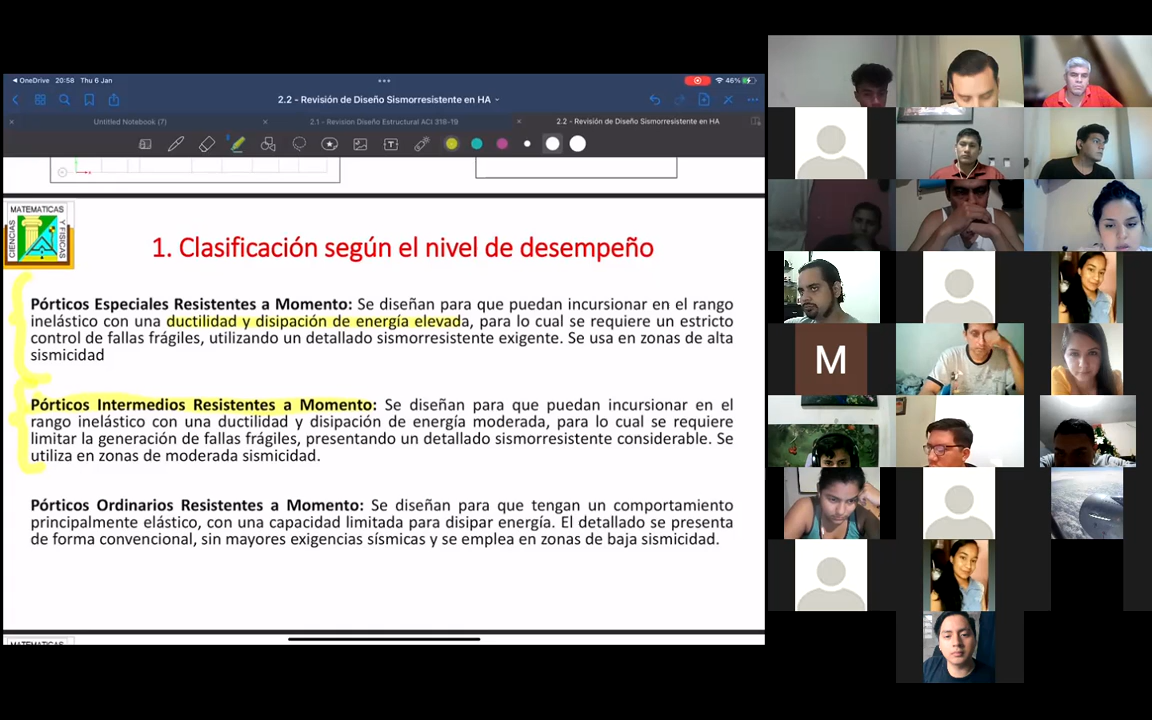 OneDrive 20:58 Thu 6 Jan
46%
2.2 - Revisión de Diseño Sismorresistente en HA
Untitled Notebook (7)
2.1 - Revision Diseño Estructural ACI 318-19
2.2 - Revisión de Diseño Sismorresistente en HA
MATEMATICAS
CIENCIAS
Y FISICAS
1. Clasificación según el nivel de desempeño
Pórticos Especiales Resistentes a Momento: Se diseñan para que puedan incursionar en el rango
inelástico con una ductilidad y disipación de energía elevada, para lo cual se requiere un estricto
control de fallas frágiles, utilizando un detallado sismorresistente exigente. Se usa en zonas de alta
sismicidad
Pórticos Intermedios Resistentes a Momento: Se diseñan para que puedan incursionar en el
rango inelástico con una ductilidad y disipación de energía moderada, para lo cual se requiere
limitar la generación de fallas frágiles, presentando un detallado sismorresistente considerable. Se
utiliza en zonas de moderada sismicidad.
Pórticos Ordinarios Resistentes a Momento: Se diseñan para que tengan un comportamiento
principalmente elástico, con una capacidad limitada para disipar energía. El detallado se presenta
de forma convencional, sin mayores exigencias sísmicas y se emplea en zonas de baja sismicidad.
MATEMATICAS
M